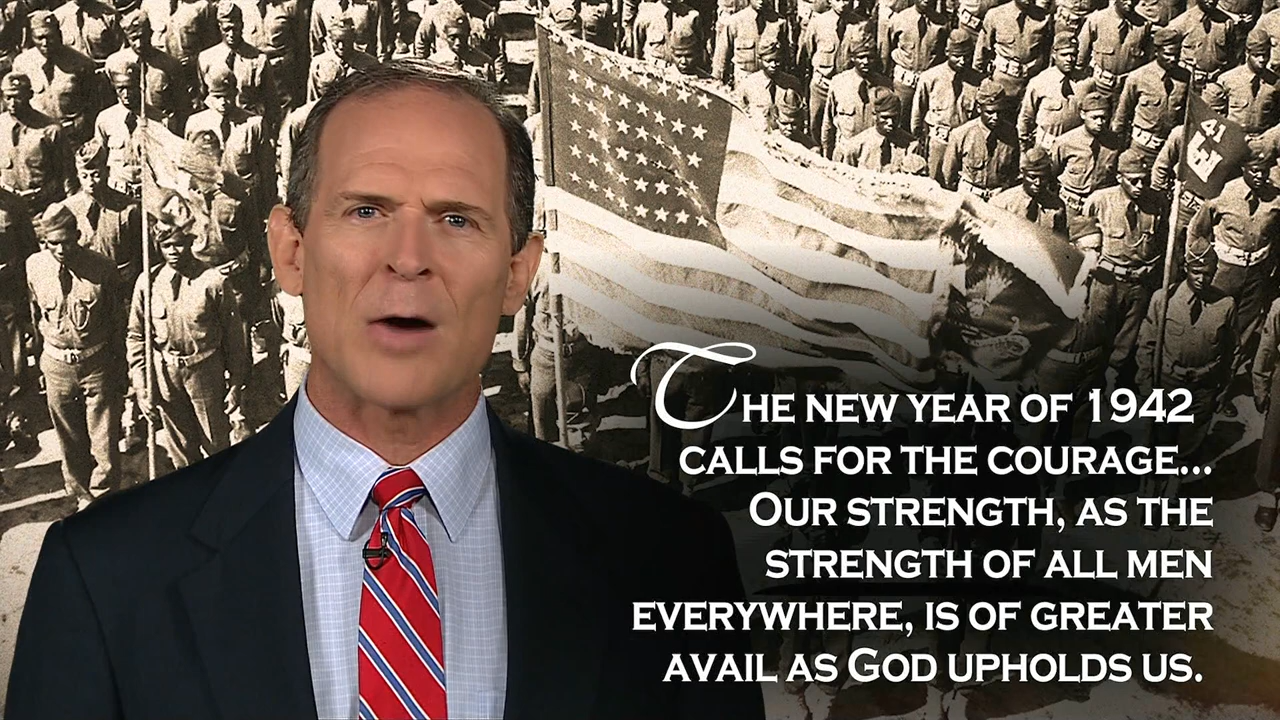 The new year of 1942
calls for the courage...
Our strength, as the
strength of all men
everywhere, is of greater
avail as God upholds us.
41